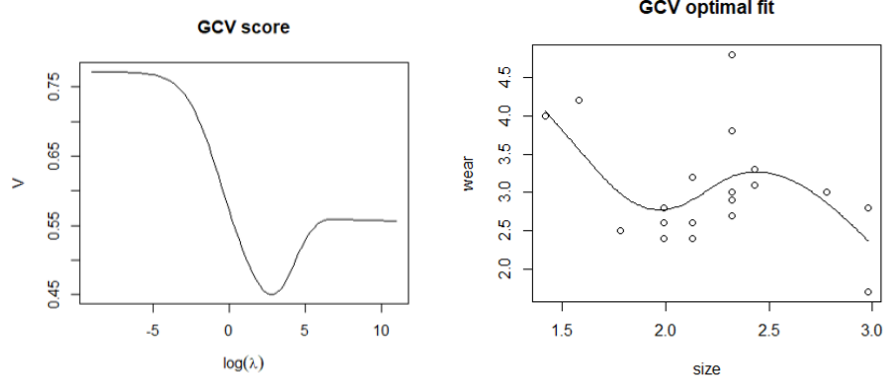 GCV score
V
0.45 0.55 0.65 0.75
-5 0 5 10
log(λ)
GCV optimal fit
wear
2.0 2.5 3.0 3.5 4.0 4.5
1.5 2.0 2.5 3.0
size